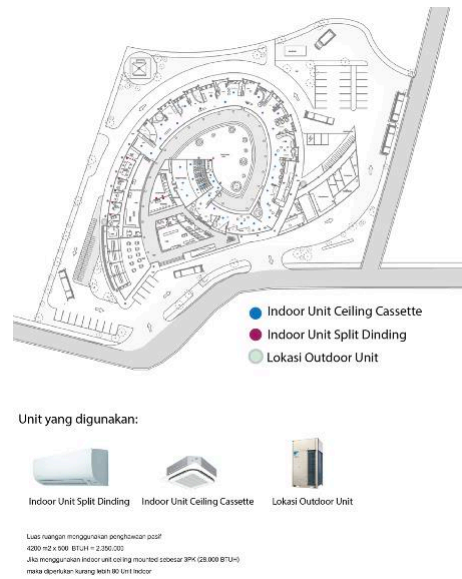 Indoor Unit Ceiling Cassette
Indoor Unit Split Dinding
Lokasi Outdoor Unit
Unit yang digunakan:
Indoor Unit Split Dinding
Indoor Unit Ceiling Cassette
Lokasi Outdoor Unit
Luas ruangan menggunakan penghawaan pasif
4200 m2 x 500 BTUH = 2.350.000
Jika menggunakan indoor unit ceiling mounted sebesar 3PK (28.000 BTUH)
maka diperlukan kurang lebih 80 Unit Indoor